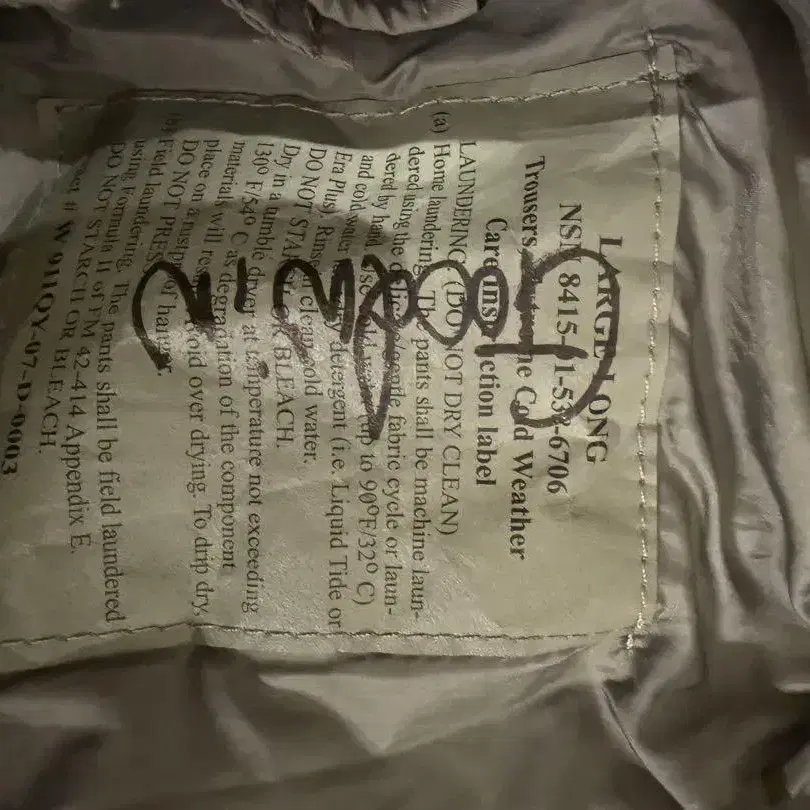 LARGE LONG
NSN 8415-01-538-6706
Trousers, Extreme Cold Weather
Care Instruction label
LAUNDERING (DO NOT DRY CLEAN)
(a) Home laundering. The pants shall be machine laun-
dered using the delicate/gentle fabric cycle or laun-
dered by hand. Use cold water up to 90°F/32° C)
and cold water detergent (i.e. Liquid Tide or
Era Plus). Rinse in clean cold water.
DO NOT STARCH OR BLEACH.
Dry in a tumble dryer at temperature not exceeding
130° F/54° C as degradation of the component
materials will result. Avoid over drying. To drip dry,
place on a rustproof hanger.
DO NOT PRESS
Field laundering. The pants shall be field laundered
using Formula II of FM 42-414 Appendix E.
DO NOT STARCH OR BLEACH.
# W911QY-07-D-0003